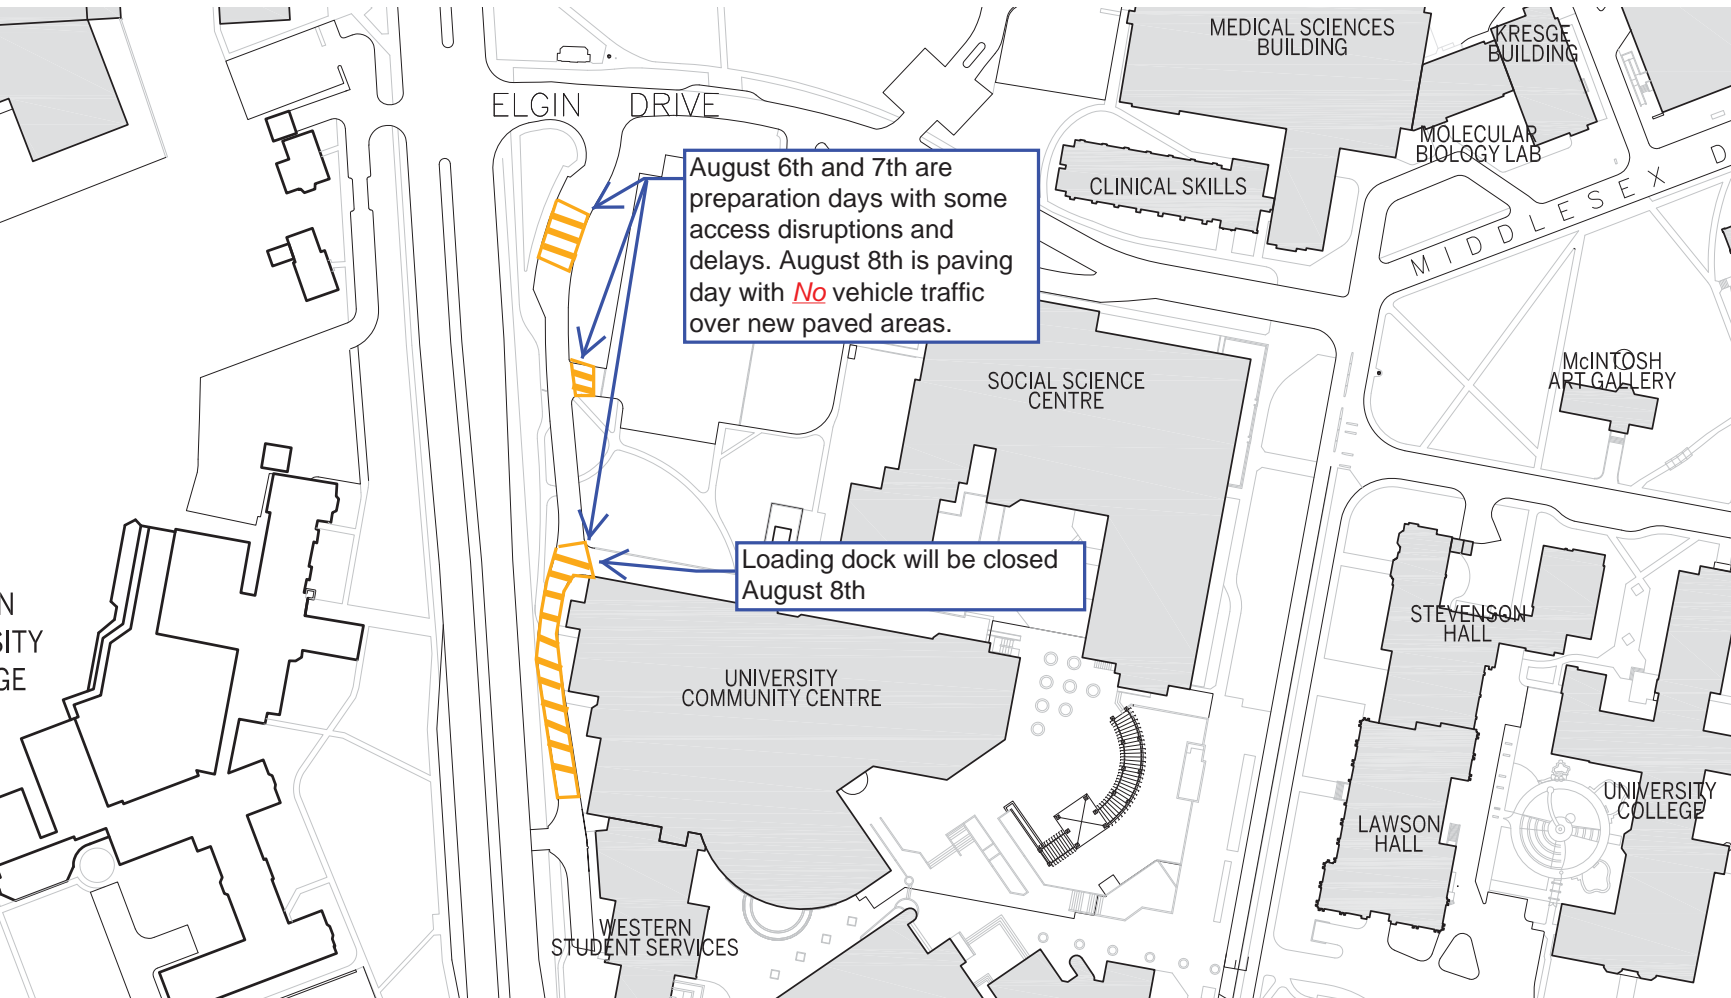 MEDICAL SCIENCES
BUILDING
KRESGE
BUILDING
ELGIN DRIVE
MOLECULAR
BIOLOGY LAB
CLINICAL SKILLS
MIDDLESEX D
August 6th and 7th are
preparation days with some
access disruptions and
delays. August 8th is paving
day with No vehicle traffic
over new paved areas.
McINTOSH
ART GALLERY
SOCIAL SCIENCE
CENTRE
Loading dock will be closed
August 8th
N
SITY
GE
STEVENSON
HALL
UNIVERSITY
COMMUNITY CENTRE
UNIVERSITY
COLLEGE
LAWSON
HALL
WESTERN
STUDENT SERVICES